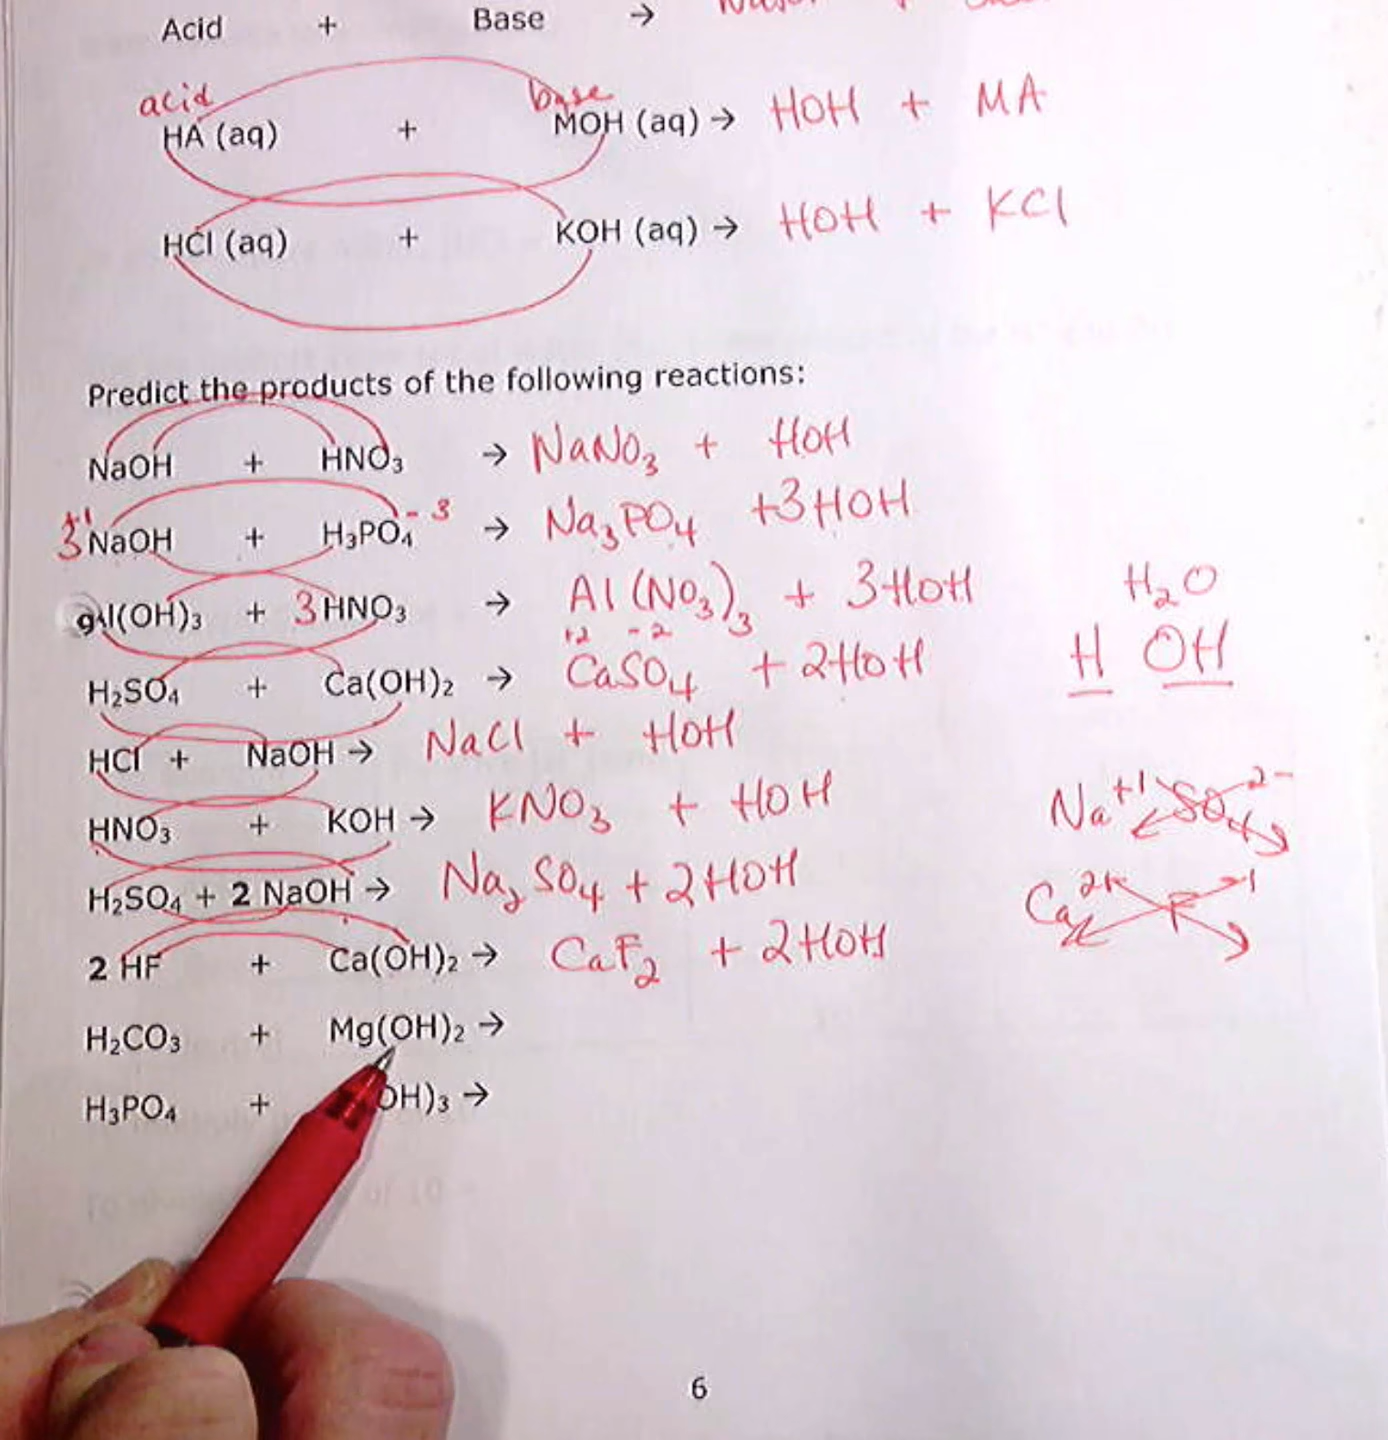 Acid + Base →
acid base
HA (aq) + MOH (aq) → HOH + MA
HCl (aq) + KOH (aq) → HOH + KCl
Predict the products of the following reactions:
NaOH + HNO₃ → NaNO₃ + HOH
+1 -3
3 NaOH + H₃PO₄ → Na₃PO₄ + 3HOH
Al(OH)₃ + 3 HNO₃ → Al(NO₃)₃ + 3HOH
H₂O
+2 -2
H₂SO₄ + Ca(OH)₂ → CaSO₄ + 2HOH
H OH
HCl + NaOH → NaCl + HOH
HNO₃ + KOH → KNO₃ + HOH
Na⁺¹ SO₄²⁻
H₂SO₄ + 2 NaOH → Na₂SO₄ + 2HOH
Ca²⁺ F⁻¹
2 HF + Ca(OH)₂ → CaF₂ + 2HOH
H₂CO₃ + Mg(OH)₂ →
H₃PO₄ + OH)₃ →
of 10
6